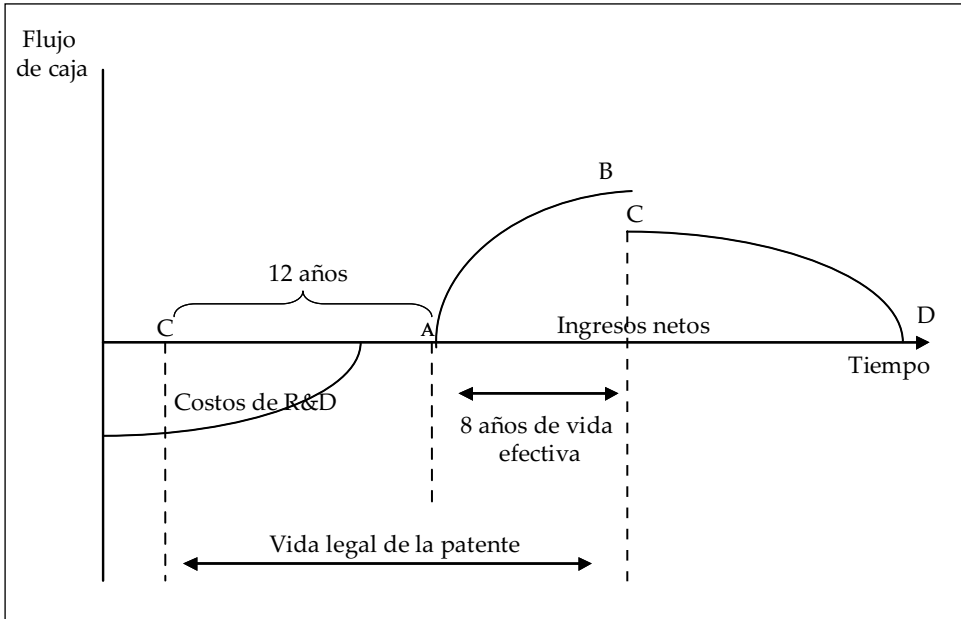 Flujo
de caja
B
C
12 años
C
A
Ingresos netos
D
Tiempo
Costos de R&D
8 años de vida
efectiva
Vida legal de la patente